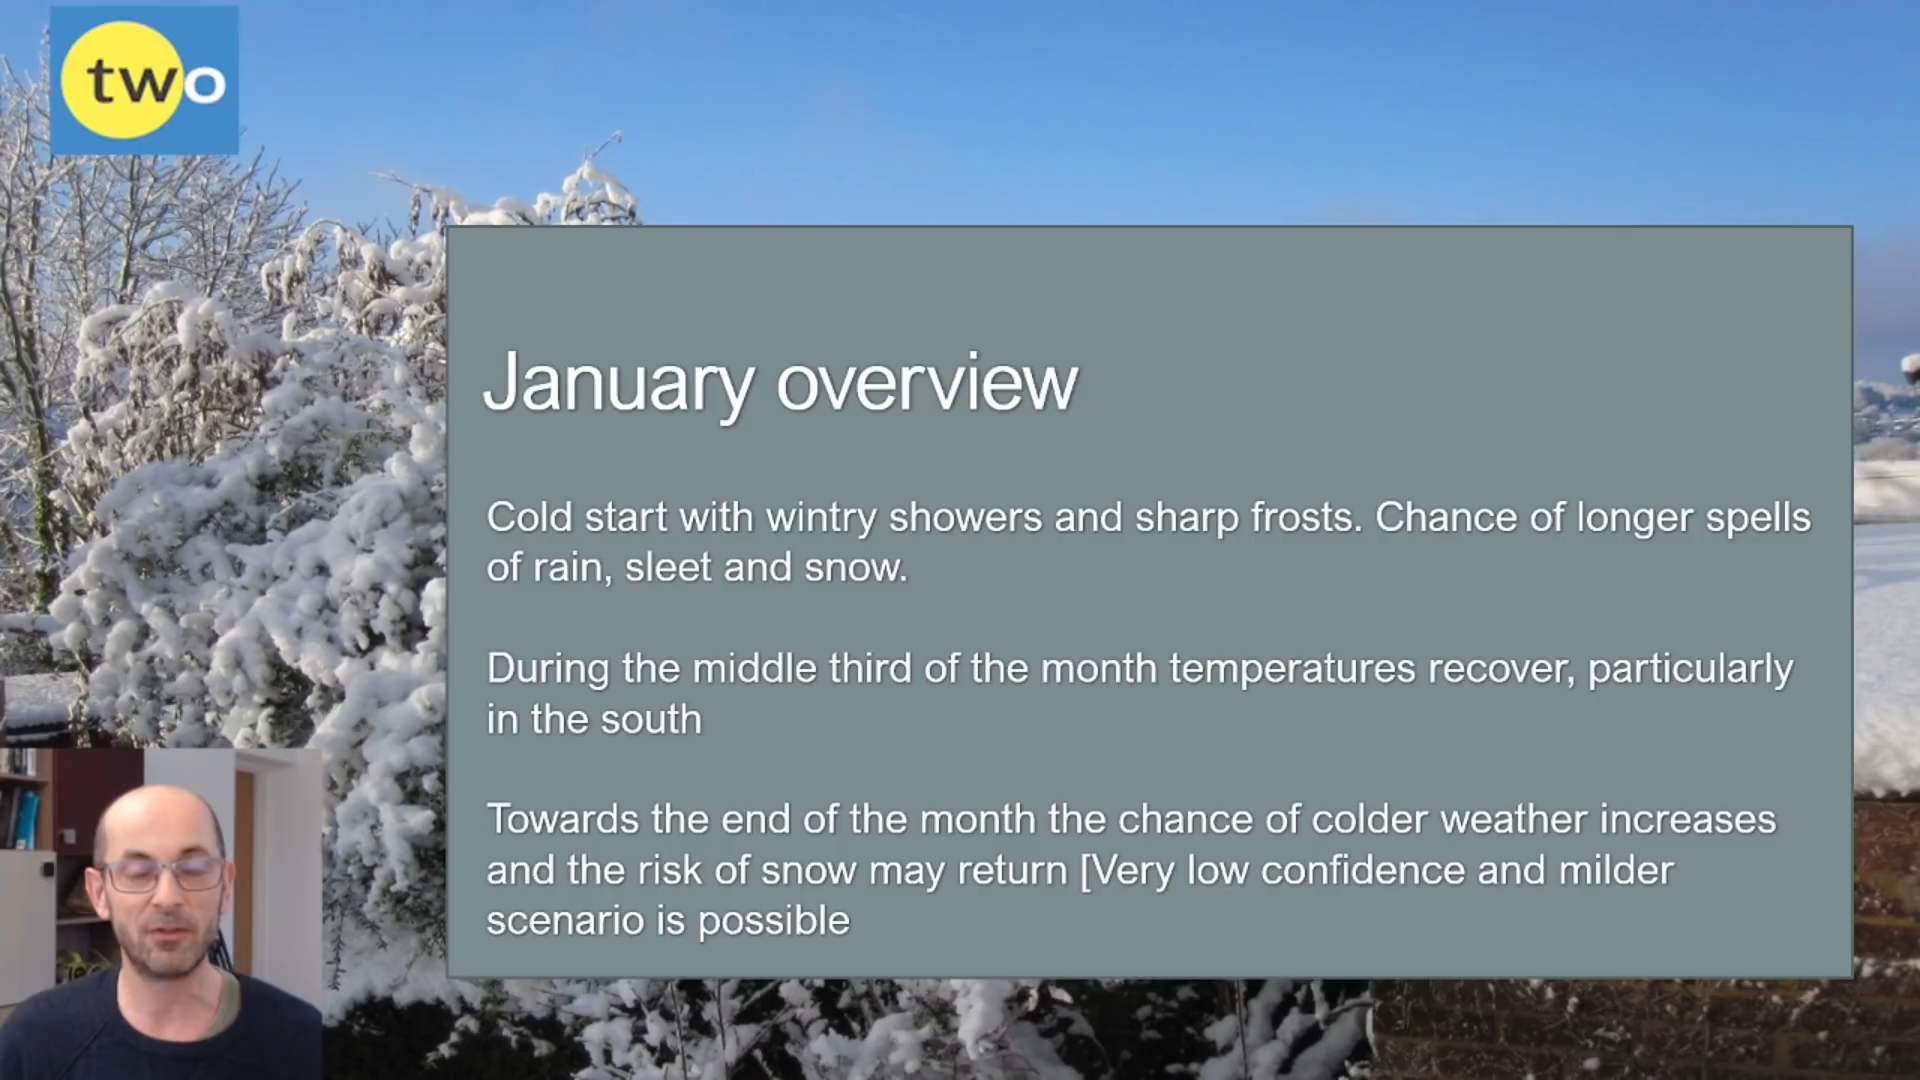 two
January overview
Cold start with wintry showers and sharp frosts. Chance of longer spells
of rain, sleet and snow.
During the middle third of the month temperatures recover, particularly
in the south
Towards the end of the month the chance of colder weather increases
and the risk of snow may return [Very low confidence and milder
scenario is possible